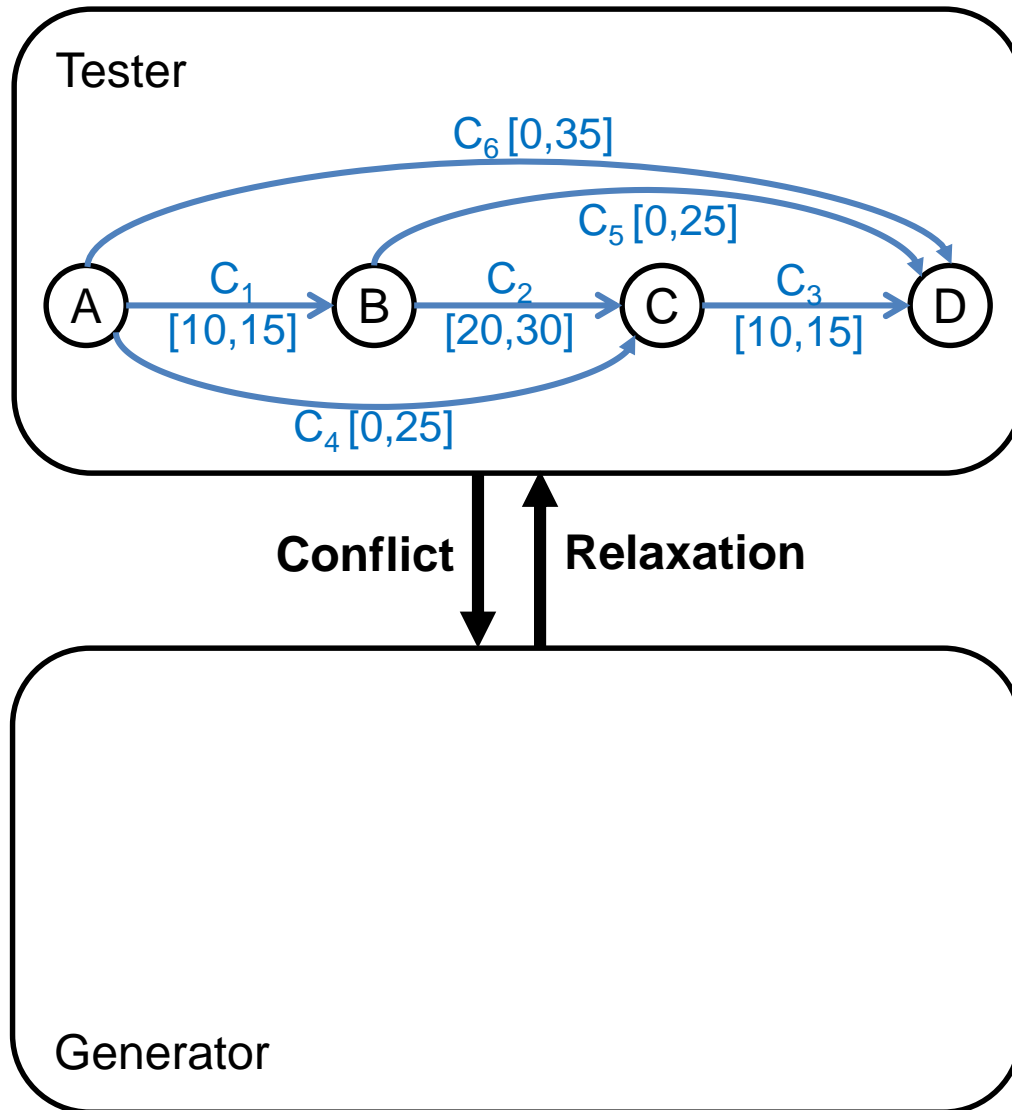 Tester
C₆ [0,35]
C₅ [0,25]
A
C₁
[10,15]
B
C₂
[20,30]
C
C₃
[10,15]
D
C₄ [0,25]
Conflict
Relaxation
Generator